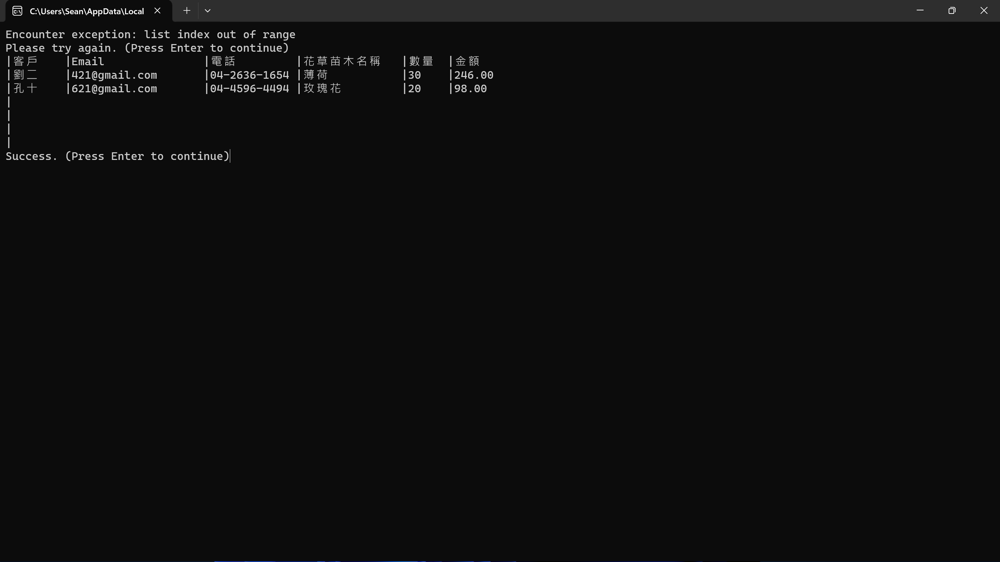 C:\Users\Sean\AppData\Local
Encounter exception: list index out of range
Please try again. (Press Enter to continue)
|客戶 |Email |電話 |花草苗木名稱 |數量 |金額
|劉二 |421@gmail.com |04-2636-1654 |薄荷 |30 |246.00
|孔十 |621@gmail.com |04-4596-4494 |玫瑰花 |20 |98.00
|
|
|
|
Success. (Press Enter to continue)